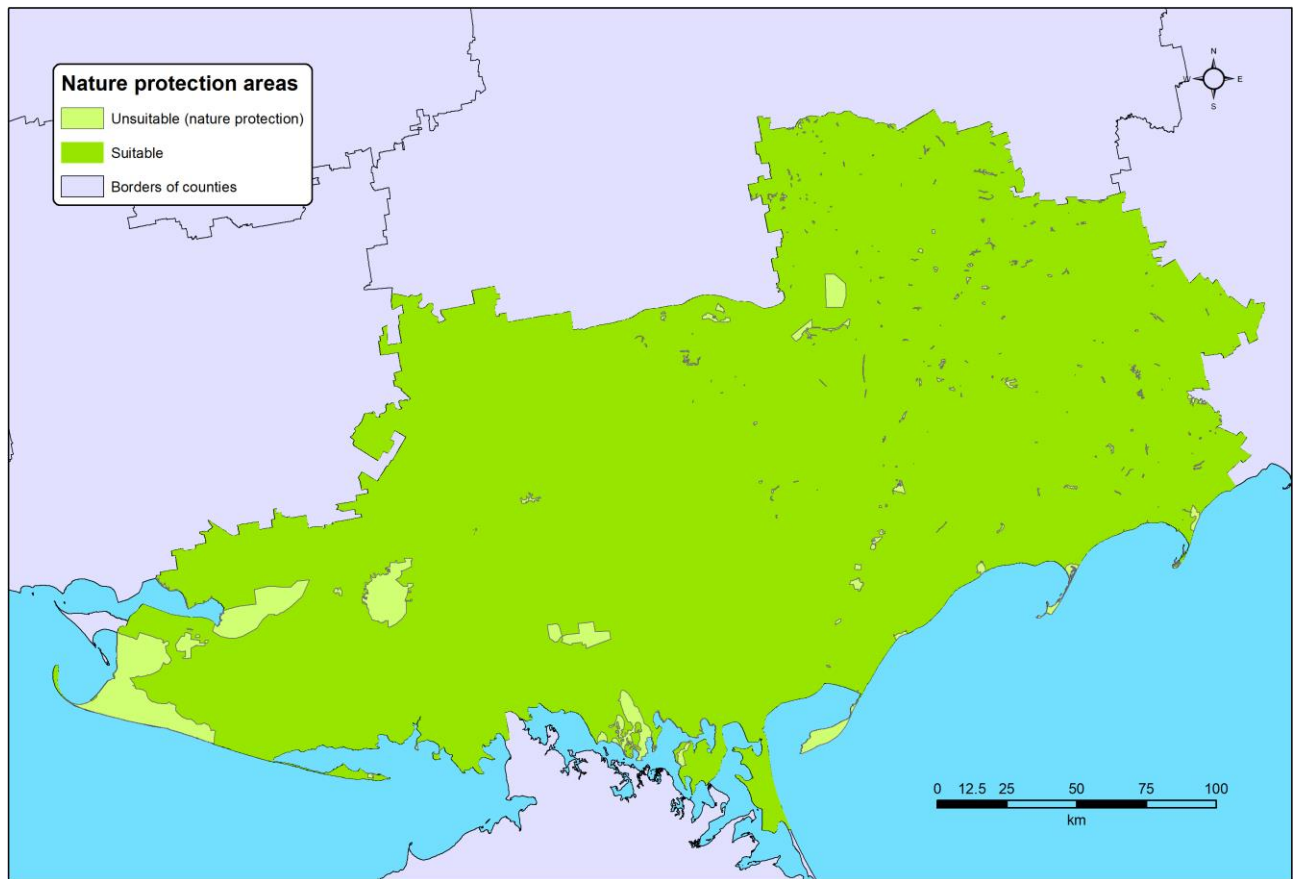 Nature protection areas
Unsuitable (nature protection)
Suitable
Borders of counties
N
W E
S
0 12.5 25 50 75 100
km